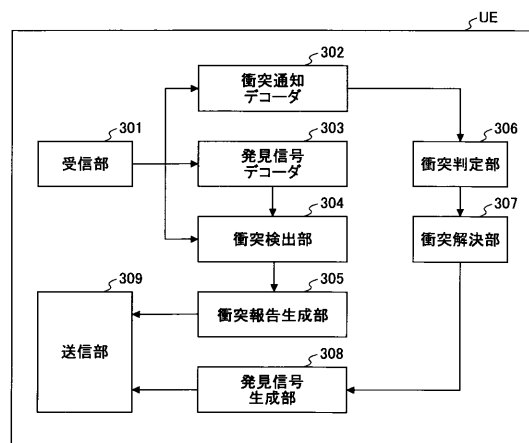 UE
302
衝突通知
デコーダ
301
受信部
303
発見信号
デコーダ
306
衝突判定部
304
衝突検出部
307
衝突解決部
309
送信部
305
衝突報告生成部
308
発見信号
生成部